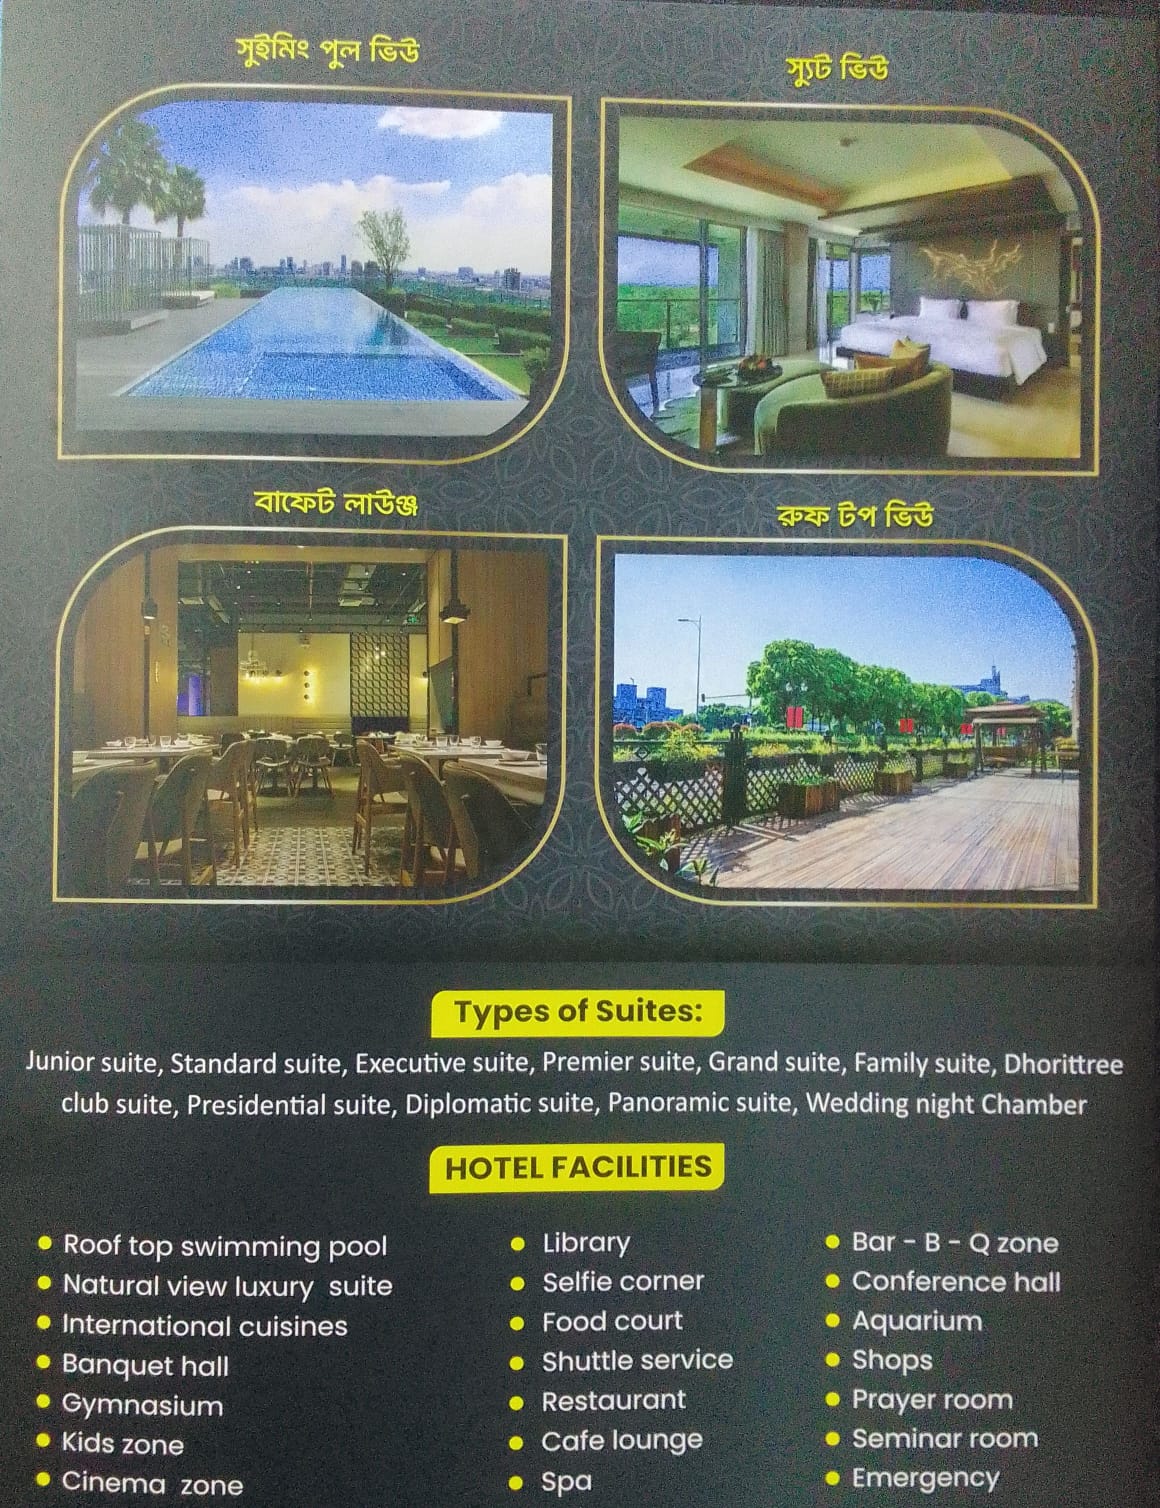 সুইমিং পুল ভিউ
স্যুট ভিউ
বাফেট লাউঞ্জ
রুফ টপ ভিউ
Types of Suites:
Junior suite, Standard suite, Executive suite, Premier suite, Grand suite, Family suite, Dhorittree
club suite, Presidential suite, Diplomatic suite, Panoramic suite, Wedding night Chamber
HOTEL FACILITIES
Roof top swimming pool
Natural view luxury suite
International cuisines
Banquet hall
Gymnasium
Kids zone
Cinema zone
Library
Selfie corner
Food court
Shuttle service
Restaurant
Cafe lounge
Spa
Bar - B - Q zone
Conference hall
Aquarium
Shops
Prayer room
Seminar room
Emergency